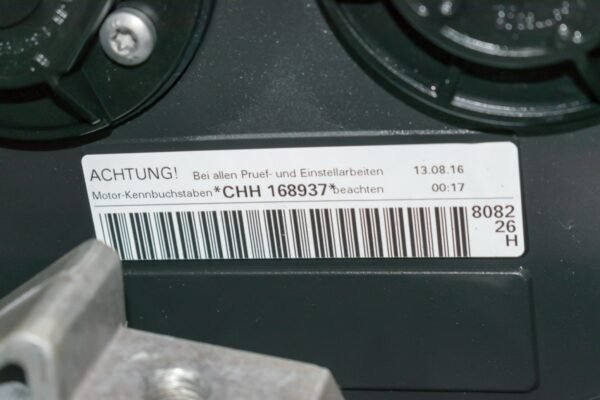 ACHTUNG! Bei allen Pruef- und Einstellarbeiten 13.08.16
Motor-Kennbuchstaben *CHH 168937* beachten 00:17
8082
26
H